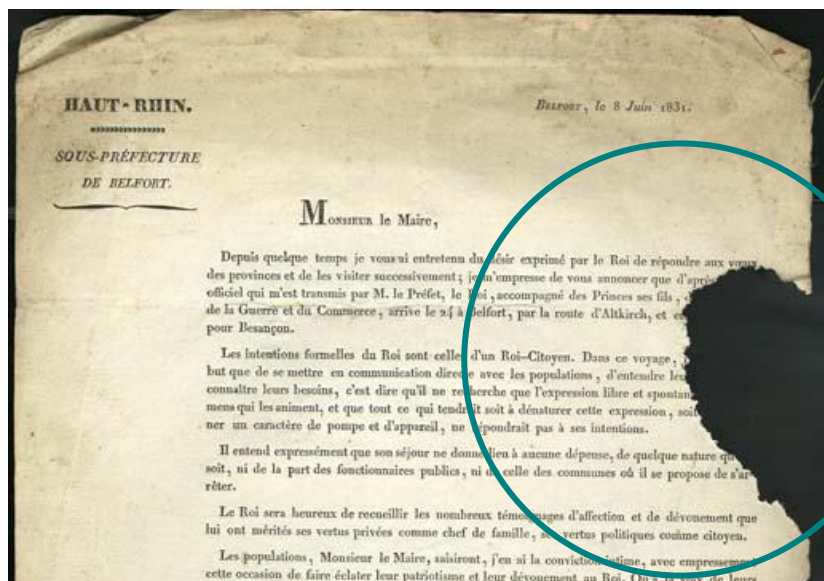 HAUT-RHIN.
SOUS-PRÉFECTURE
DE BELFORT.
BELFORT, le 8 Juin 1831.
MONSIEUR le Maire,
Depuis quelque temps je vous ai entretenu du désir exprimé par le Roi de répondre aux vœux
des provinces et de les visiter successivement; je m'empresse de vous annoncer que d'après
officiel qui m'est transmis par M. le Préfet, le Roi, accompagné des Princes ses fils,
de la Guerre et du Commerce, arrive le 24 à Belfort, par la route d'Altkirch, et
pour Besançon.
Les intentions formelles du Roi sont celles d'un Roi-Citoyen. Dans ce voyage,
but que de se mettre en communication directe avec les populations, d'entendre
connaître leurs besoins, c'est dire qu'il ne recherche que l'expression libre et
mens qui les animent, et que tout ce qui tendrait soit à dénaturer cette expression,
ner un caractère de pompe et d'appareil, ne répondrait pas à ses intentions.
Il entend expressément que son séjour ne donne lieu à aucune dépense, de quelque nature
soit, ni de la part des fonctionnaires publics, ni de celle des communes où il se propose de s'ar-
rêter.
Le Roi sera heureux de recueillir les nombreux témoignages d'affection et de dévouement que
lui ont mérités ses vertus privées comme chef de famille, ses vertus politiques comme citoyen.
Les populations, Monsieur le Maire, saisiront, j'en ai la conviction intime, avec empressement
cette occasion de faire éclater leur patriotisme et leur dévouement au Roi.